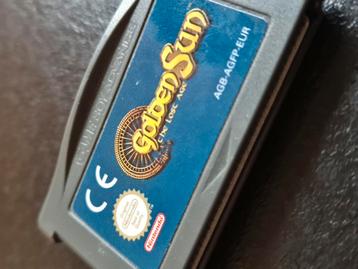 GAME BOY ADVANCE
Golden Sun
The Lost Age
AGB-AGFP-EUR
CE
Nintendo